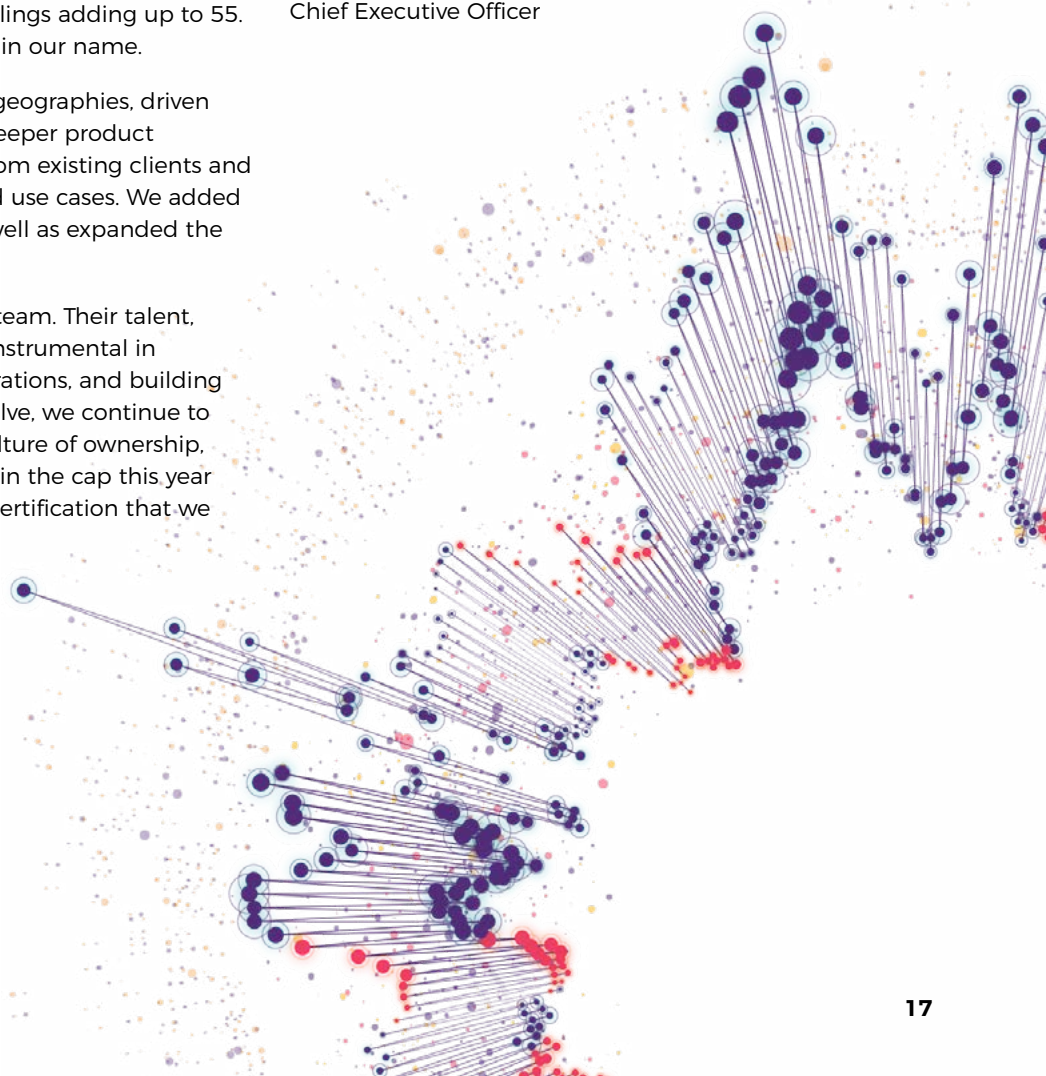 lings adding up to 55.
in our name.
geographies, driven
eeper product
om existing clients and
use cases. We added
well as expanded the
team. Their talent,
nstrumental in
rations, and building
lve, we continue to
lture of ownership,
in the cap this year
ertification that we
Chief Executive Officer
17